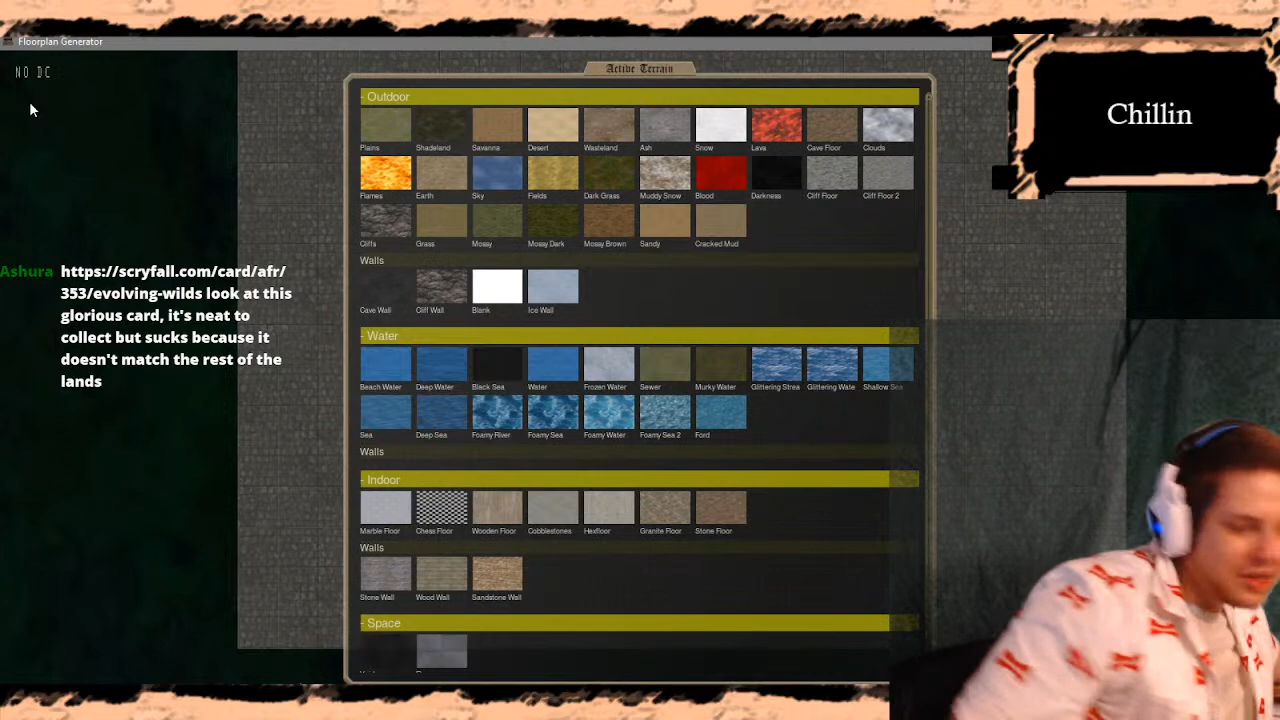 Floorplan Generator
NO DC
Active Terrain
Chillin
- Outdoor
Plains Shadeland Savanna Desert Wasteland Ash Snow Lava Cave Floor Clouds
Flames Earth Sky Fields Dark Grass Muddy Snow Blood Darkness Cliff Floor Cliff Floor 2
Cliffs Grass Mossy Mossy Dark Mossy Brown Sandy Cracked Mud
Walls
Cave Wall Cliff Wall Blank Ice Wall
Ashura https://scryfall.com/card/afr/
353/evolving-wilds look at this
glorious card, it's neat to
collect but sucks because it
doesn't match the rest of the
lands
- Water
Beach Water Deep Water Black Sea Water Frozen Water Sewer Murky Water Glittering Strea Glittering Wate Shallow Sea
Sea Deep Sea Foamy River Foamy Sea Foamy Water Foamy Sea 2 Ford
Walls
- Indoor
Marble Floor Chess Floor Wooden Floor Cobblestones Hexfloor Granite Floor Stone Floor
Walls
Stone Wall Wood Wall Sandstone Wall
- Space